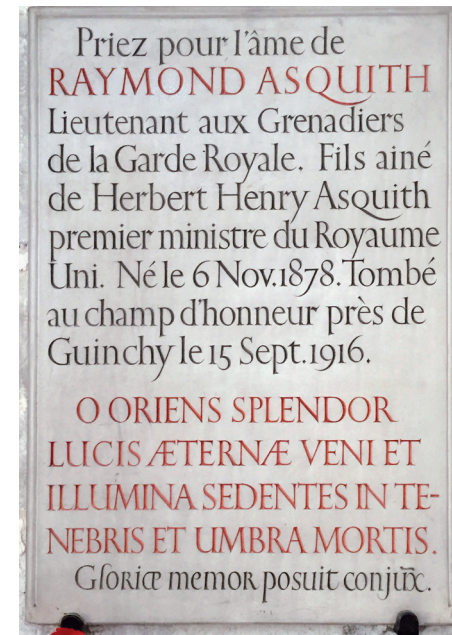 Priez pour l'âme de
RAYMOND ASQUITH
Lieutenant aux Grenadiers
de la Garde Royale. Fils ainé
de Herbert Henry Asquith
premier ministre du Royaume
Uni. Né le 6 Nov. 1878. Tombé
au champ d'honneur près de
Guinchy le 15 Sept. 1916.
O ORIENS SPLENDOR
LUCIS ÆTERNÆ VENI ET
ILLUMINA SEDENTES IN TE-
NEBRIS ET UMBRA MORTIS.
Gloriæ memor posuit conjux.